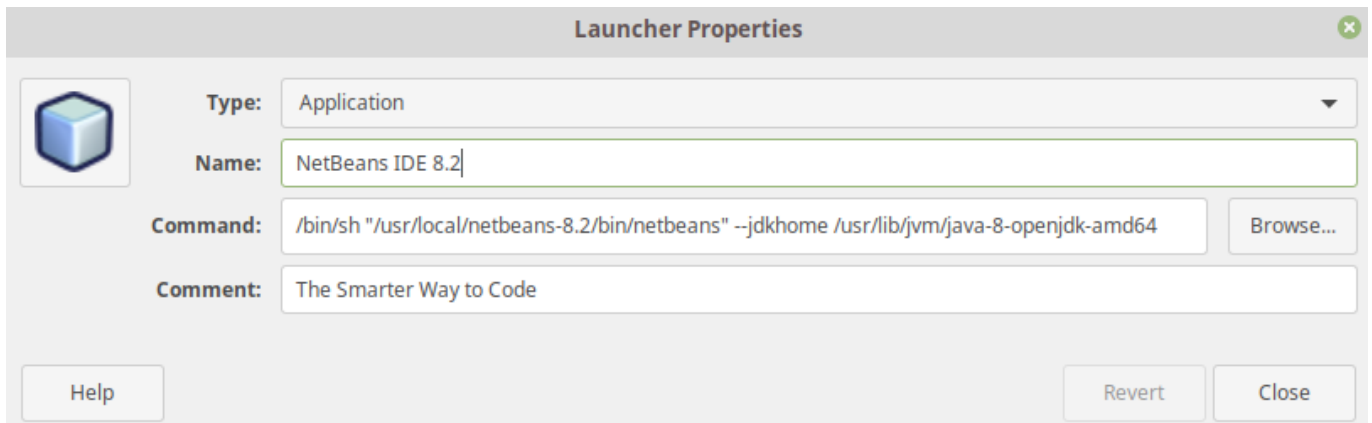 Launcher Properties
Type: Application
Name: NetBeans IDE 8.2
Command: /bin/sh "/usr/local/netbeans-8.2/bin/netbeans" --jdkhome /usr/lib/jvm/java-8-openjdk-amd64 Browse...
Comment: The Smarter Way to Code
Help Revert Close